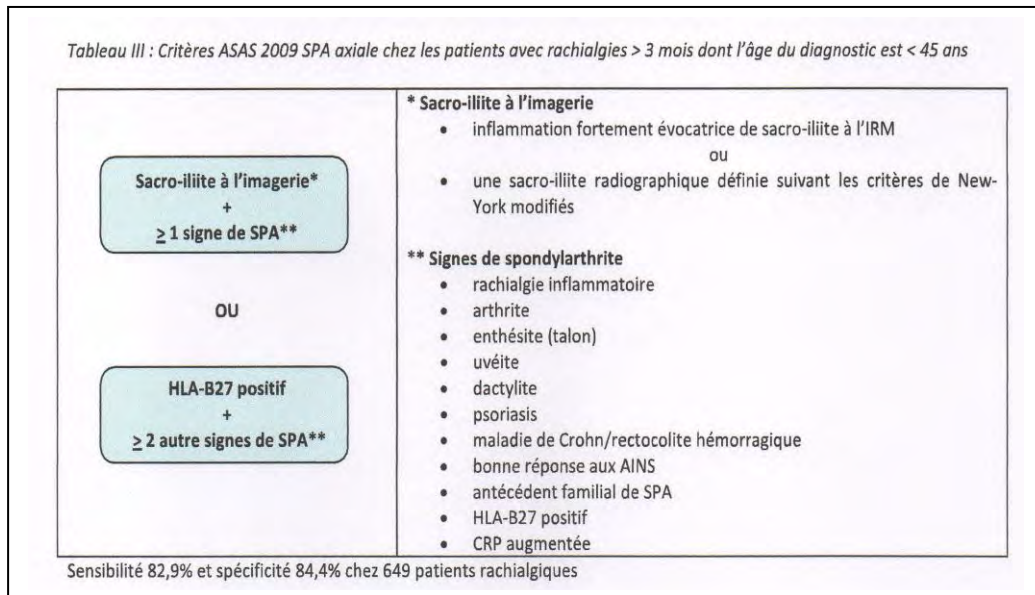 Tableau III : Critères ASAS 2009 SPA axiale chez les patients avec rachialgies > 3 mois dont l'âge du diagnostic est < 45 ans
Sacro-iliite à l'imagerie*
+
≥ 1 signe de SPA**
OU
HLA-B27 positif
+
≥ 2 autre signes de SPA**
* Sacro-iliite à l'imagerie
• inflammation fortement évocatrice de sacro-iliite à l'IRM
ou
• une sacro-iliite radiographique définie suivant les critères de New-
York modifiés
** Signes de spondylarthrite
• rachialgie inflammatoire
• arthrite
• enthésite (talon)
• uvéite
• dactylite
• psoriasis
• maladie de Crohn/rectocolite hémorragique
• bonne réponse aux AINS
• antécédent familial de SPA
• HLA-B27 positif
• CRP augmentée
Sensibilité 82,9% et spécificité 84,4% chez 649 patients rachialgiques